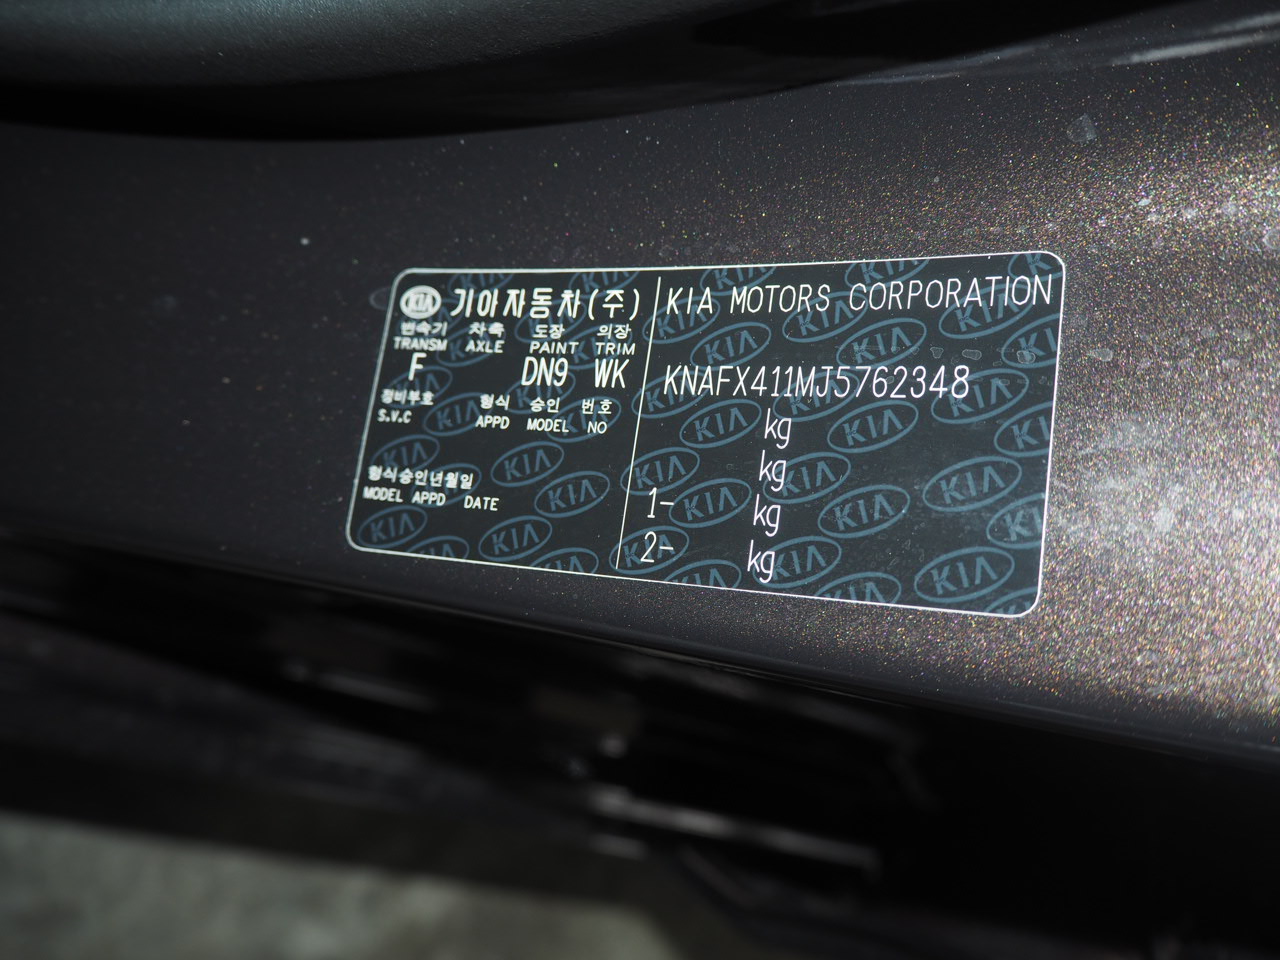 KIA 기아자동차(주)
변속기 차축 도장 의장
TRANSM AXLE PAINT TRIM
F DN9 WK
정비부호 형식 승인 번호
S.V.C APPD MODEL NO
형식승인년월일
MODEL APPD DATE
KIA MOTORS CORPORATION
KNAFX411MJ5762348
kg
kg
1- kg
2- kg